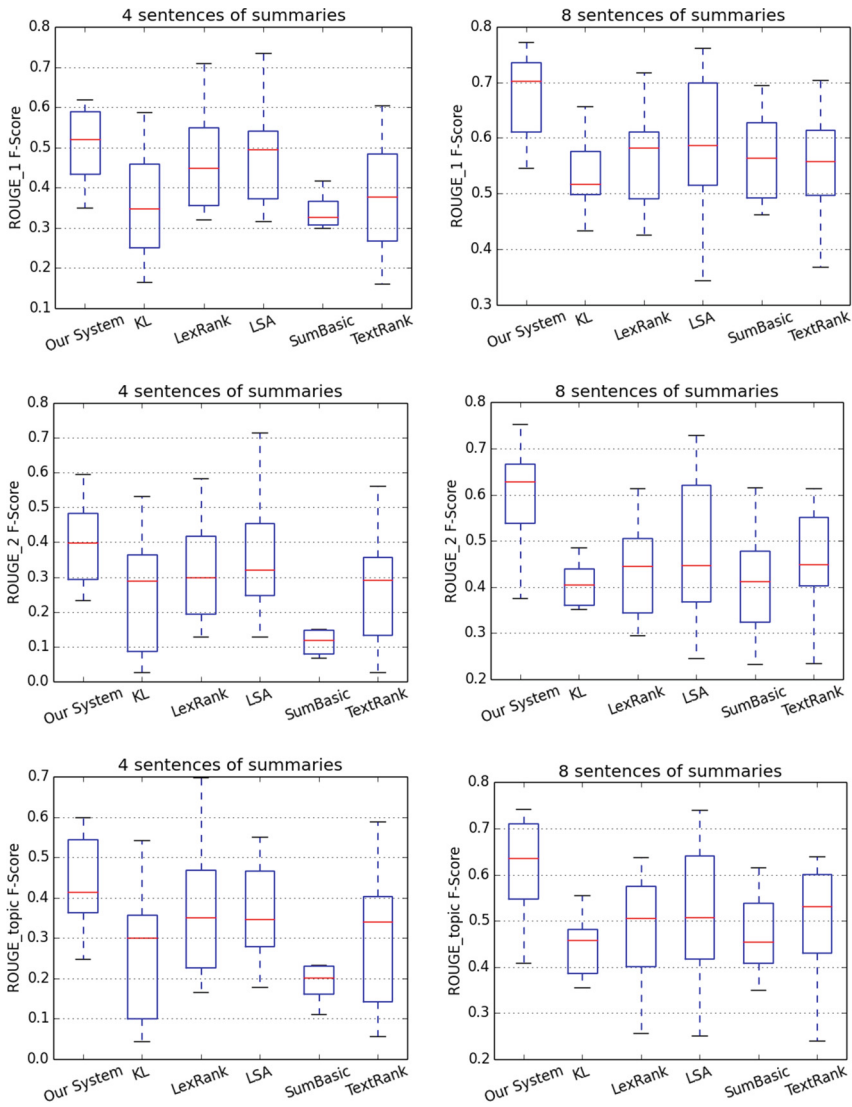 4 sentences of summaries
0.8
0.7
0.6
0.5
0.4
0.3
0.2
0.1
ROUGE_1 F-Score
Our System
KL
LexRank
LSA
SumBasic
TextRank
8 sentences of summaries
0.8
0.7
0.6
0.5
0.4
0.3
ROUGE_1 F-Score
Our System
KL
LexRank
LSA
SumBasic
TextRank
4 sentences of summaries
0.8
0.7
0.6
0.5
0.4
0.3
0.2
0.1
0.0
ROUGE_2 F-Score
Our System
KL
LexRank
LSA
SumBasic
TextRank
8 sentences of summaries
0.8
0.7
0.6
0.5
0.4
0.3
0.2
ROUGE_2 F-Score
Our System
KL
LexRank
LSA
SumBasic
TextRank
4 sentences of summaries
0.7
0.6
0.5
0.4
0.3
0.2
0.1
0.0
ROUGE_topic F-Score
Our System
KL
LexRank
LSA
SumBasic
TextRank
8 sentences of summaries
0.8
0.7
0.6
0.5
0.4
0.3
0.2
ROUGE_topic F-Score
Our System
KL
LexRank
LSA
SumBasic
TextRank